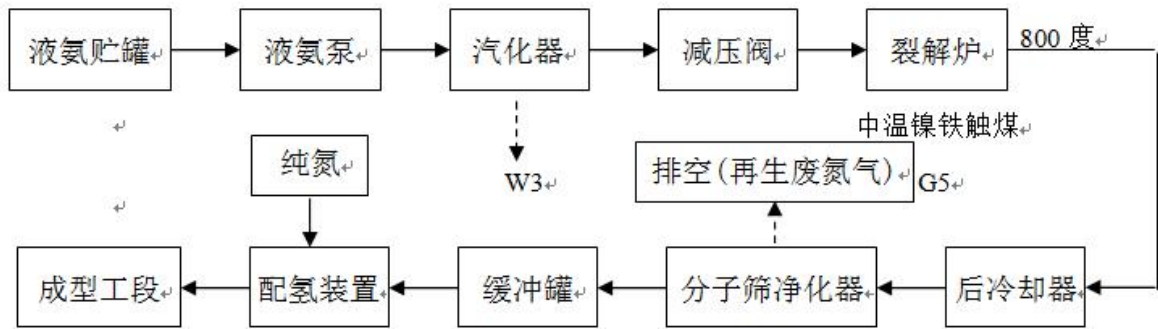 液氨贮罐
液氨泵
汽化器
减压阀
裂解炉
800 度
中温镍铁触煤
纯氮
W3
排空(再生废氮气)
G5
成型工段
配氢装置
缓冲罐
分子筛净化器
后冷却器